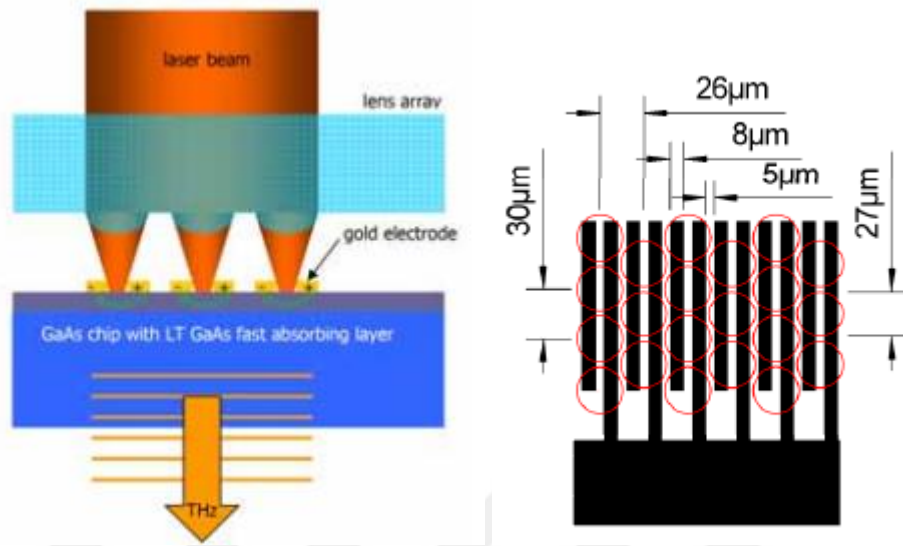 laser beam
lens array
gold electrode
- + - + - +
GaAs chip with LT GaAs fast absorbing layer
THz
26µm
8µm
5µm
30µm
27µm